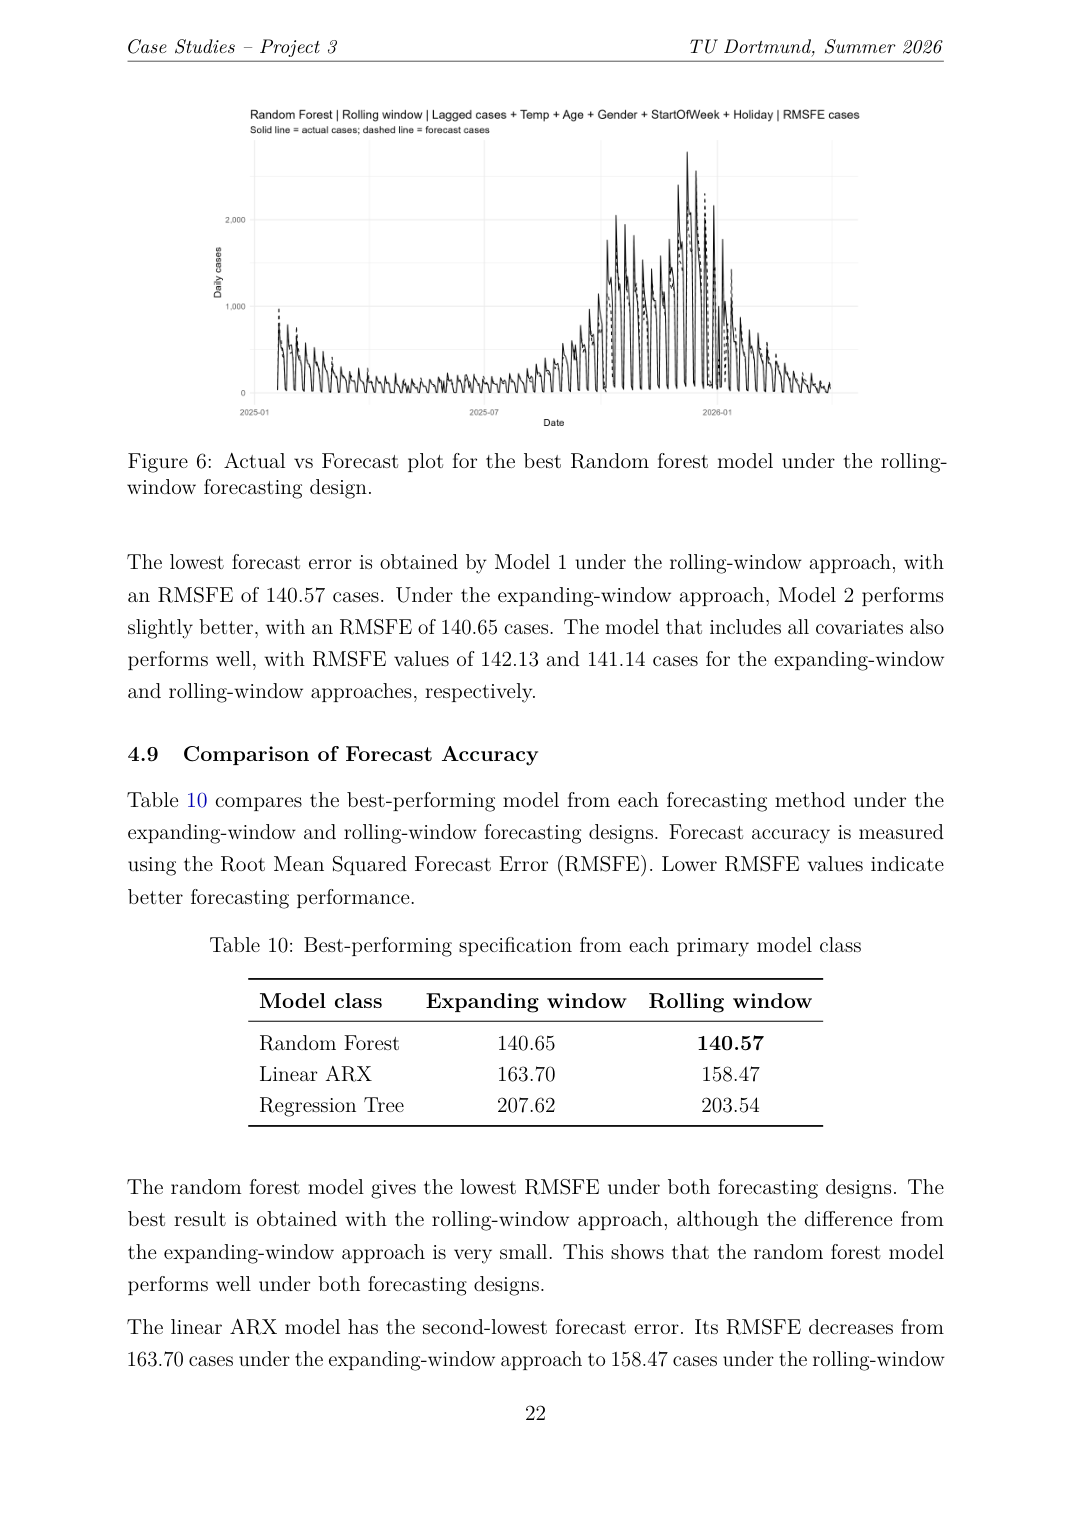 Case Studies – Project 3
TU Dortmund, Summer 2026
Random Forest | Rolling window | Lagged cases + Temp + Age + Gender + StartOfWeek + Holiday | RMSFE cases
Solid line = actual cases; dashed line = forecast cases
Daily cases
2,000
1,000
0
2025-01
2025-07
2026-01
Date
Figure 6: Actual vs Forecast plot for the best Random forest model under the rolling-
window forecasting design.
The lowest forecast error is obtained by Model 1 under the rolling-window approach, with
an RMSFE of 140.57 cases. Under the expanding-window approach, Model 2 performs
slightly better, with an RMSFE of 140.65 cases. The model that includes all covariates also
performs well, with RMSFE values of 142.13 and 141.14 cases for the expanding-window
and rolling-window approaches, respectively.
4.9 Comparison of Forecast Accuracy
Table 10 compares the best-performing model from each forecasting method under the
expanding-window and rolling-window forecasting designs. Forecast accuracy is measured
using the Root Mean Squared Forecast Error (RMSFE). Lower RMSFE values indicate
better forecasting performance.
Table 10: Best-performing specification from each primary model class
Model class Expanding window Rolling window
Random Forest 140.65 140.57
Linear ARX 163.70 158.47
Regression Tree 207.62 203.54
The random forest model gives the lowest RMSFE under both forecasting designs. The
best result is obtained with the rolling-window approach, although the difference from
the expanding-window approach is very small. This shows that the random forest model
performs well under both forecasting designs.
The linear ARX model has the second-lowest forecast error. Its RMSFE decreases from
163.70 cases under the expanding-window approach to 158.47 cases under the rolling-window
22